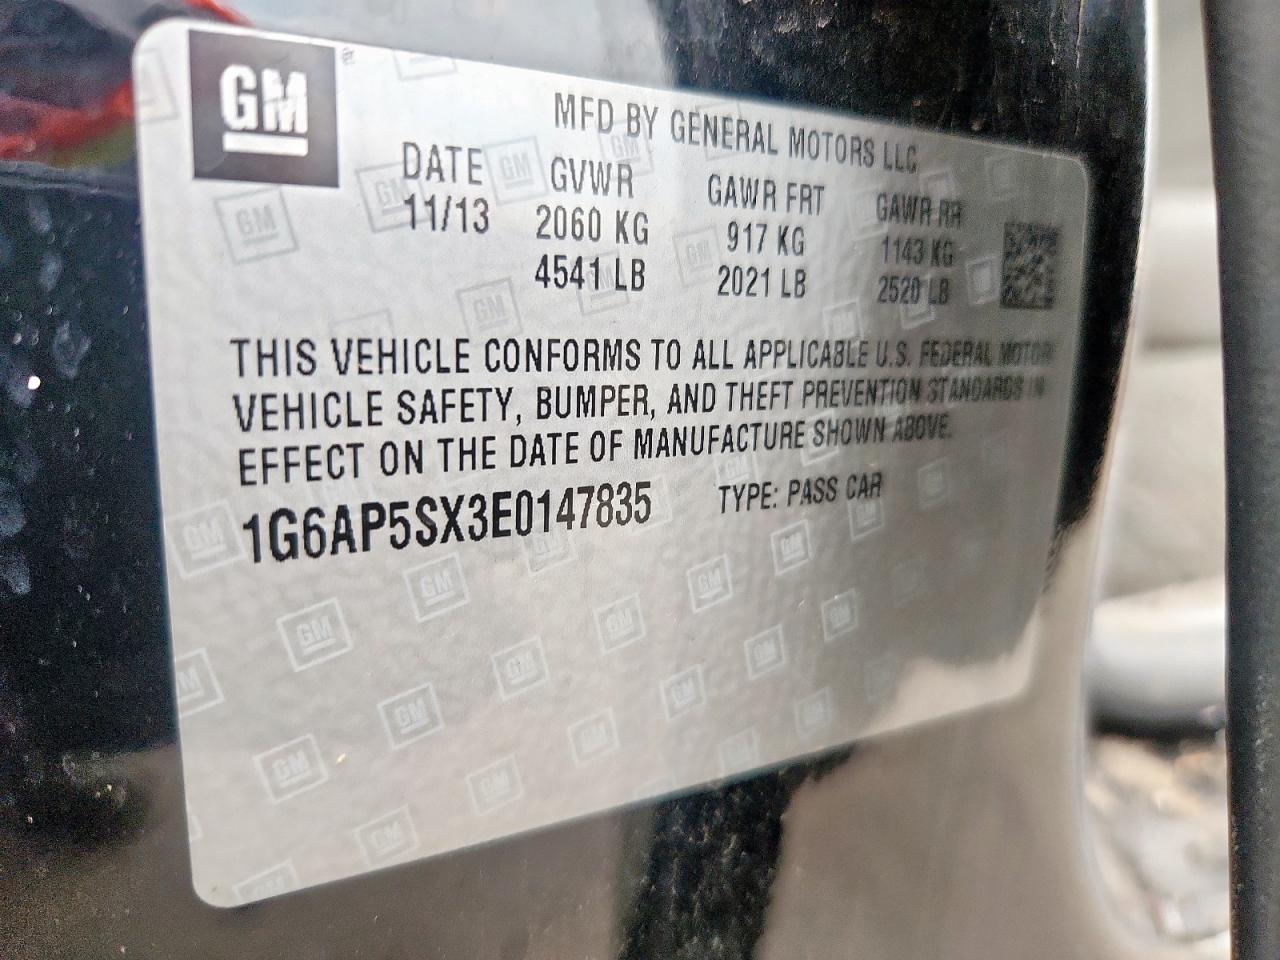 GM
MFD BY GENERAL MOTORS LLC
DATE GVWR GAWR FRT GAWR RR
11/13 2060 KG 917 KG 1143 KG
4541 LB 2021 LB 2520 LB
THIS VEHICLE CONFORMS TO ALL APPLICABLE U.S. FEDERAL MOTOR
VEHICLE SAFETY, BUMPER, AND THEFT PREVENTION STANDARDS IN
EFFECT ON THE DATE OF MANUFACTURE SHOWN ABOVE.
1G6AP5SX3E0147835 TYPE: PASS CAR